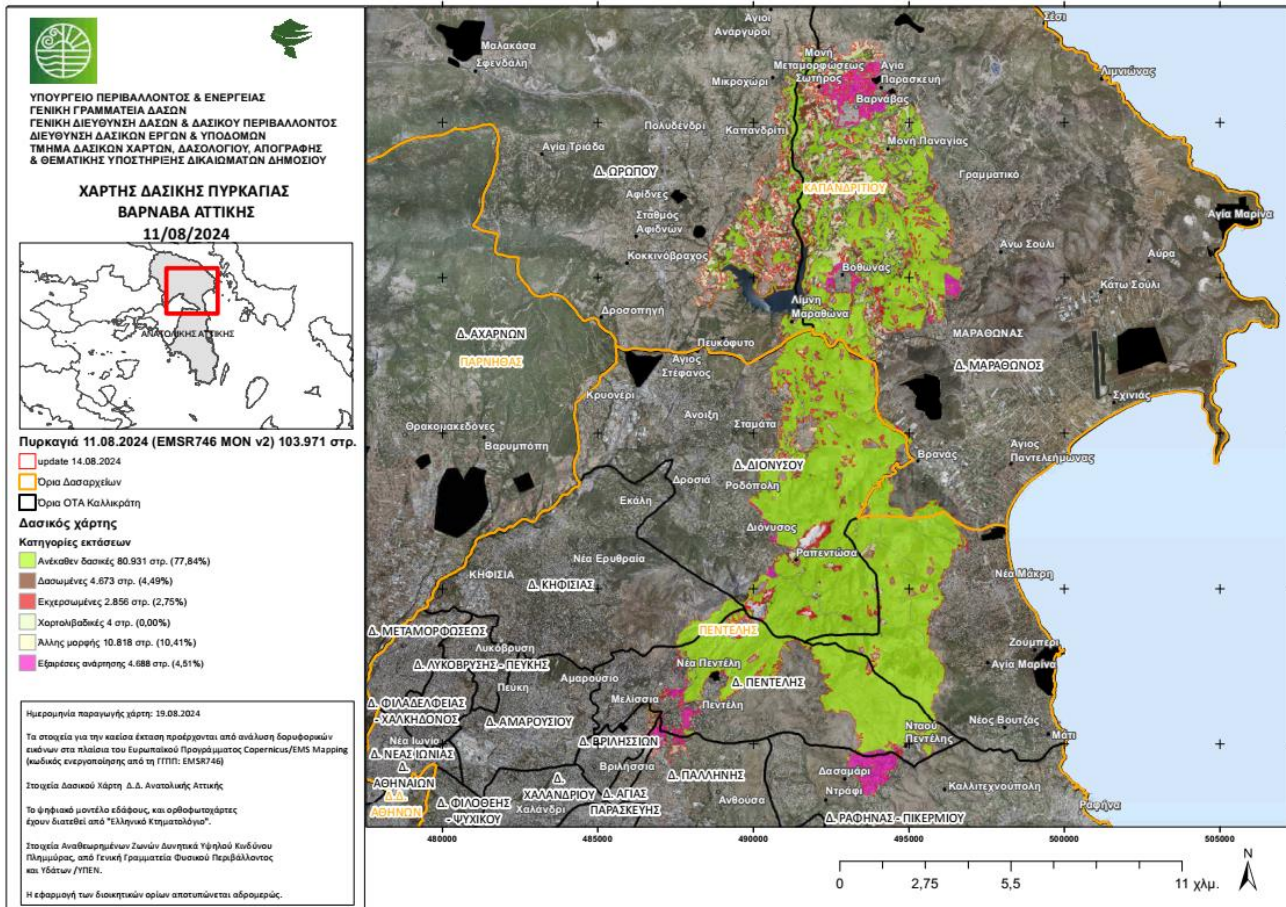 ΥΠΟΥΡΓΕΙΟ ΠΕΡΙΒΑΛΛΟΝΤΟΣ & ΕΝΕΡΓΕΙΑΣ
ΓΕΝΙΚΗ ΓΡΑΜΜΑΤΕΙΑ ΔΑΣΩΝ
ΓΕΝΙΚΗ ΔΙΕΥΘΥΝΣΗ ΔΑΣΩΝ & ΔΑΣΙΚΟΥ ΠΕΡΙΒΑΛΛΟΝΤΟΣ
ΔΙΕΥΘΥΝΣΗ ΔΑΣΙΚΩΝ ΕΡΓΩΝ & ΥΠΟΔΟΜΩΝ
ΤΜΗΜΑ ΔΑΣΙΚΩΝ ΧΑΡΤΩΝ, ΔΑΣΟΛΟΓΙΟΥ, ΑΠΟΓΡΑΦΗΣ
& ΘΕΜΑΤΙΚΗΣ ΥΠΟΣΤΗΡΙΞΗΣ ΔΙΚΑΙΩΜΑΤΩΝ ΔΗΜΟΣΙΟΥ
ΧΑΡΤΗΣ ΔΑΣΙΚΗΣ ΠΥΡΚΑΓΙΑΣ
ΒΑΡΝΑΒΑ ΑΤΤΙΚΗΣ
11/08/2024
ΑΝΑΤΟΛΙΚΗΣ ΑΤΤΙΚΗΣ
Πυρκαγιά 11.08.2024 (EMSR746 MON v2) 103.971 στρ.
update 14.08.2024
Όρια Δασαρχείων
Όρια ΟΤΑ Καλλικράτη
Δασικός χάρτης
Κατηγορίες εκτάσεων
Ανέκαθεν δασικές 80.931 στρ. (77,84%)
Δασωμένες 4.673 στρ. (4,49%)
Εκχερσωμένες 2.856 στρ. (2,75%)
Χορτολιβαδικές 4 στρ. (0,00%)
Άλλης μορφής 10.818 στρ. (10,41%)
Εξαιρέσεις ανάρτησης 4.688 στρ. (4,51%)
Ημερομηνία παραγωγής χάρτη: 19.08.2024
Τα στοιχεία για την καείσα έκταση προέρχονται από ανάλυση δορυφορικών
εικόνων στα πλαίσια του Ευρωπαϊκού Προγράμματος Copernicus/EMS Mapping
(κωδικός ενεργοποίησης από τη ΓΓΠΠ: EMSR746)
Στοιχεία Δασικού Χάρτη Δ.Δ. Ανατολικής Αττικής
Το ψηφιακό μοντέλο εδάφους, και ορθοφωτοχάρτες
έχουν διατεθεί από "Ελληνικό Κτηματολόγιο".
Στοιχεία Αναθεωρημένων Ζωνών Δυνητικά Υψηλού Κινδύνου
Πλημμύρας, από Γενική Γραμματεία Φυσικού Περιβάλλοντος
και Υδάτων /ΥΠΕΝ.
Η εφαρμογή των διοικητικών ορίων αποτυπώνεται αδρομερώς.
Άγιοι
Ανάργυροι
Σέσι
Μαλακάσα
Σφενδάλη
Μονή
Μεταμορφώσεως
Σωτήρος
Αγία
Παρασκευή
Λιμνιώνας
Μικροχώρι
Βαρνάβας
Πολυδένδρι
Καπανδρίτι
Μονή Παναγίας
Αγία Τριάδα
Δ. ΩΡΩΠΟΥ
Γραμματικό
ΚΑΠΑΝΔΡΙΤΙΟΥ
Αφίδνες
Σταθμός
Αφιδνών
Αγία Μαρίνα
Άνω Σούλι
Αύρα
Κοκκινόβραχος
Βόθωνας
Κάτω Σούλι
Λίμνη
Μαραθώνα
Δροσοπηγή
Δ. ΑΧΑΡΝΩΝ
ΜΑΡΑΘΩΝΑΣ
Πευκόφυτο
ΠΑΡΝΗΘΑΣ
Άγιος
Στέφανος
Δ. ΜΑΡΑΘΩΝΟΣ
Κρυονέρι
Σχινιάς
Άνοιξη
Θρακομακεδόνες
Σταμάτα
Βαρυμπόπη
Βρανάς
Άγιος
Παντελεήμωνας
Δ. ΔΙΟΝΥΣΟΥ
Δροσιά
Ροδόπολη
Εκάλη
Διόνυσος
Νέα Ερυθραία
Ραπεντώσα
ΚΗΦΙΣΙΑ
Δ. ΚΗΦΙΣΙΑΣ
Νέα Μάκρη
Δ. ΜΕΤΑΜΟΡΦΩΣΕΩΣ
ΠΕΝΤΕΛΗΣ
Ζούμπερι
Λυκόβρυση
Δ. ΛΥΚΟΒΡΥΣΗΣ - ΠΕΥΚΗΣ
Νέα Πεντέλη
Αγία Μαρίνα
Πεύκη
Αμαρούσιο
Δ. ΠΕΝΤΕΛΗΣ
Μελίσσια
Πεντέλη
Δ. ΦΙΛΑΔΕΛΦΕΙΑΣ
- ΧΑΛΚΗΔΟΝΟΣ
Δ. ΑΜΑΡΟΥΣΙΟΥ
Νέος Βουτζάς
Νταού
Πεντέλης
Μάτι
Νέα Ιωνία
Δ. ΒΡΙΛΗΣΣΙΩΝ
Δ. ΝΕΑΣ ΙΩΝΙΑΣ
Βριλήσσια
Δ. ΠΑΛΛΗΝΗΣ
Δασαμάρι
Ντράφι
Δ.
ΑΘΗΝΑΙΩΝ
Δ.
ΧΑΛΑΝΔΡΙΟΥ
Καλλιτεχνούπολη
Δ.Δ.
ΑΘΗΝΩΝ
Δ. ΦΙΛΟΘΕΗΣ
- ΨΥΧΙΚΟΥ
Χαλάνδρι
Δ. ΑΓΙΑΣ
ΠΑΡΑΣΚΕΥΗΣ
Ανθούσα
Ραφήνα
Δ. ΡΑΦΗΝΑΣ - ΠΙΚΕΡΜΙΟΥ
480000
485000
490000
495000
500000
505000
0
2,75
5,5
11 χλμ.
N